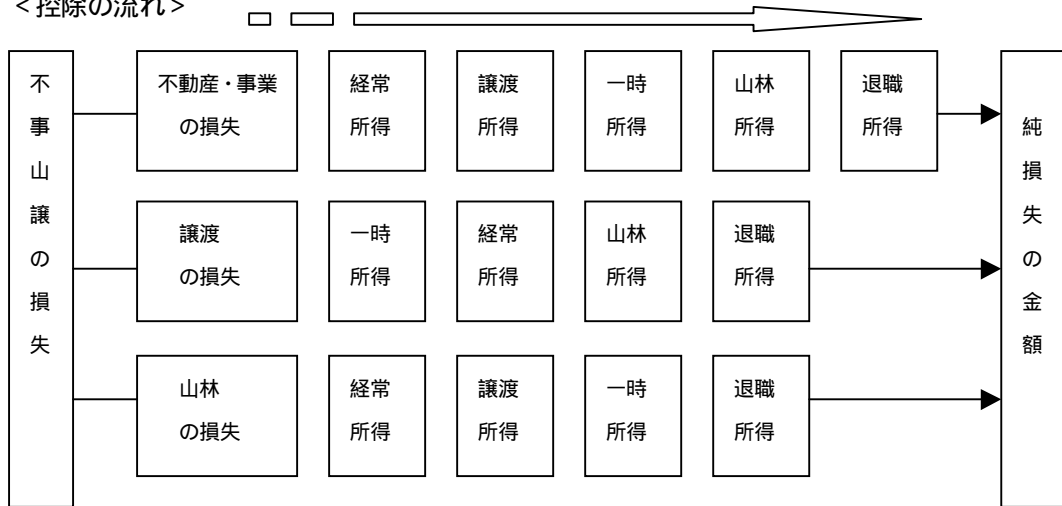 <控除の流れ>
不事山譲の損失
不動産・事業
の損失
経常
所得
譲渡
所得
一時
所得
山林
所得
退職
所得
譲渡
の損失
一時
所得
経常
所得
山林
所得
退職
所得
山林
の損失
経常
所得
譲渡
所得
一時
所得
退職
所得
純損失の金額